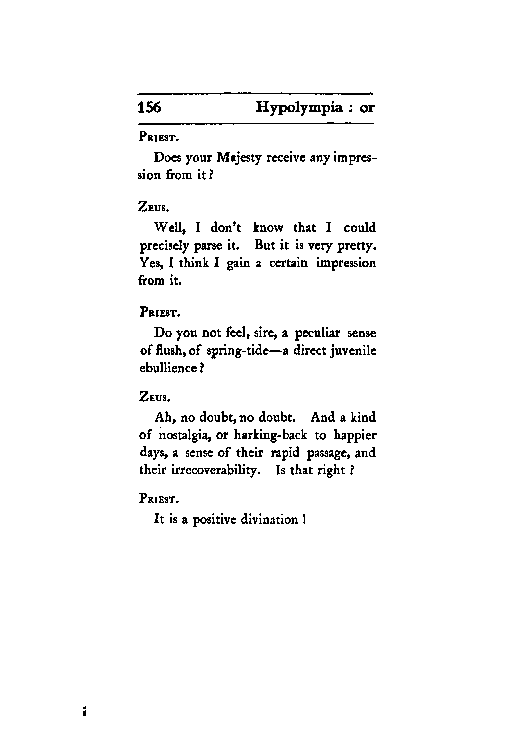 156 Hypolympia : or
PRIEST.
Does your Majesty receive any impres-
sion from it ?
ZEUS.
Well, I don't know that I could
precisely parse it. But it is very pretty.
Yes, I think I gain a certain impression
from it.
PRIEST.
Do you not feel, sire, a peculiar sense
of flush, of spring-tide—a direct juvenile
ebullience ?
ZEUS.
Ah, no doubt, no doubt. And a kind
of nostalgia, or harking-back to happier
days, a sense of their rapid passage, and
their irrecoverability. Is that right ?
PRIEST.
It is a positive divination !